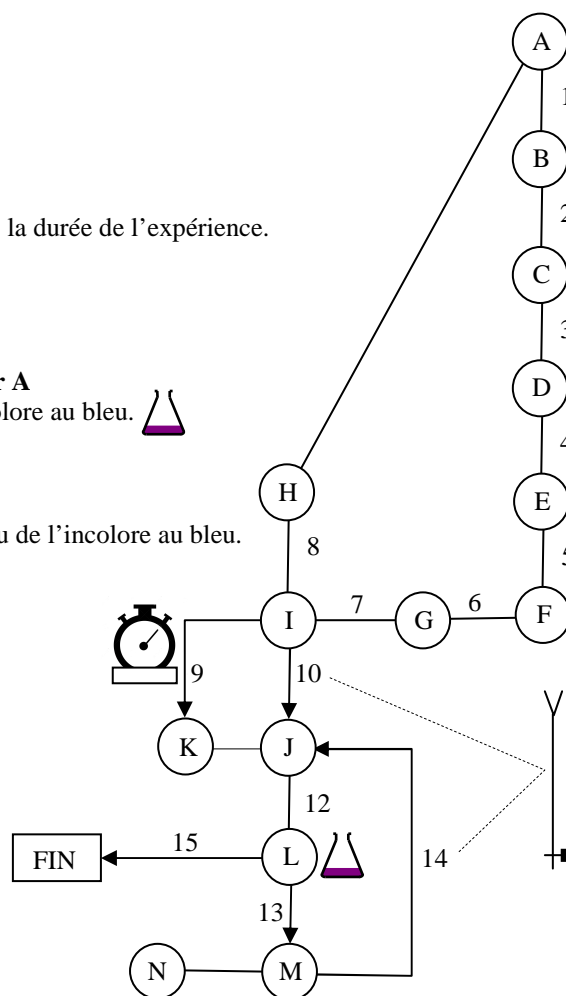 A
1
B
2
la durée de l'expérience.
C
3
r A
D
olore au bleu.
4
H
E
u de l'incolore au bleu.
8
5
I
7
G
6
F
9
10
K
J
12
15
FIN
L
14
13
N
M